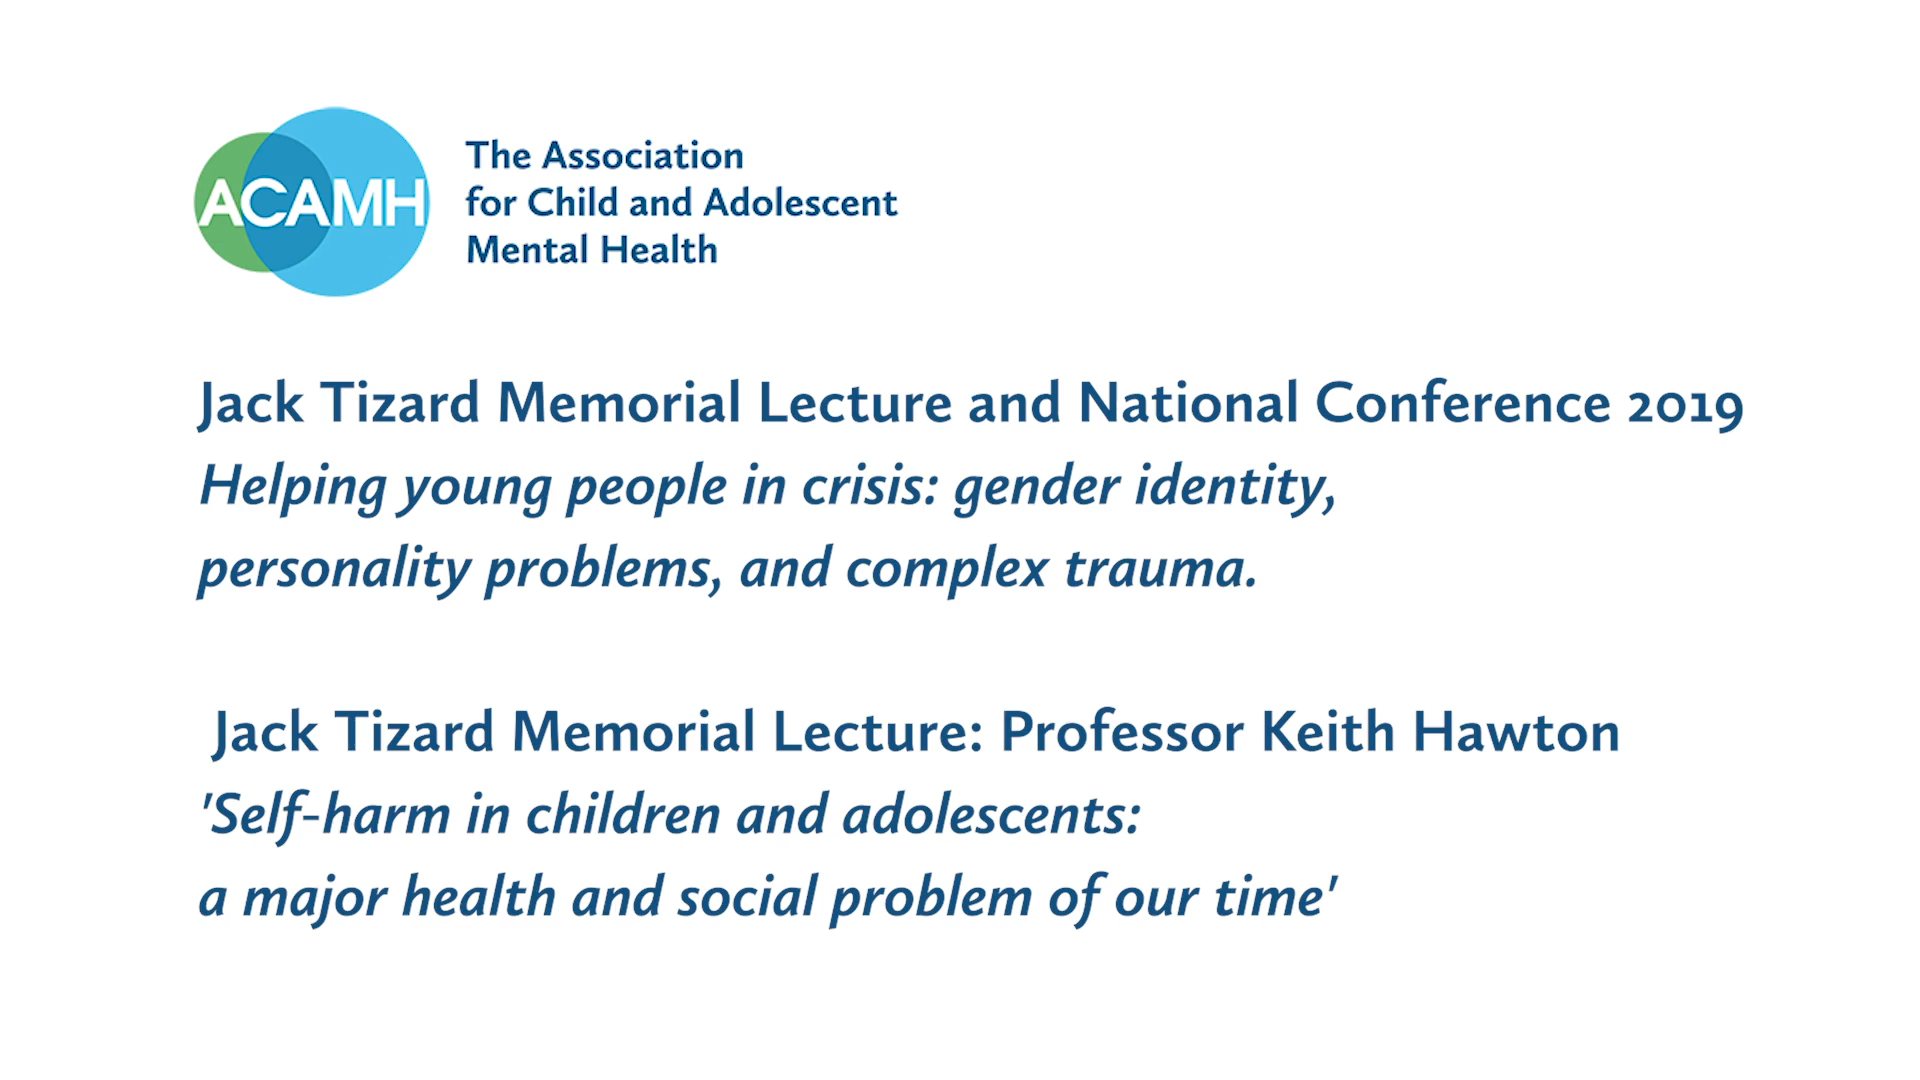 ACAMH
The Association
for Child and Adolescent
Mental Health
Jack Tizard Memorial Lecture and National Conference 2019
Helping young people in crisis: gender identity,
personality problems, and complex trauma.
Jack Tizard Memorial Lecture: Professor Keith Hawton
'Self-harm in children and adolescents:
a major health and social problem of our time'